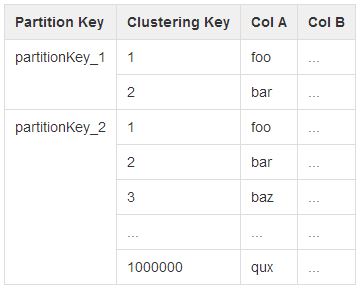 Partition Key Clustering Key Col A Col B
partitionKey_1 1 foo ...
2 bar ...
partitionKey_2 1 foo ...
2 bar ...
3 baz ...
... ... ...
1000000 qux ...